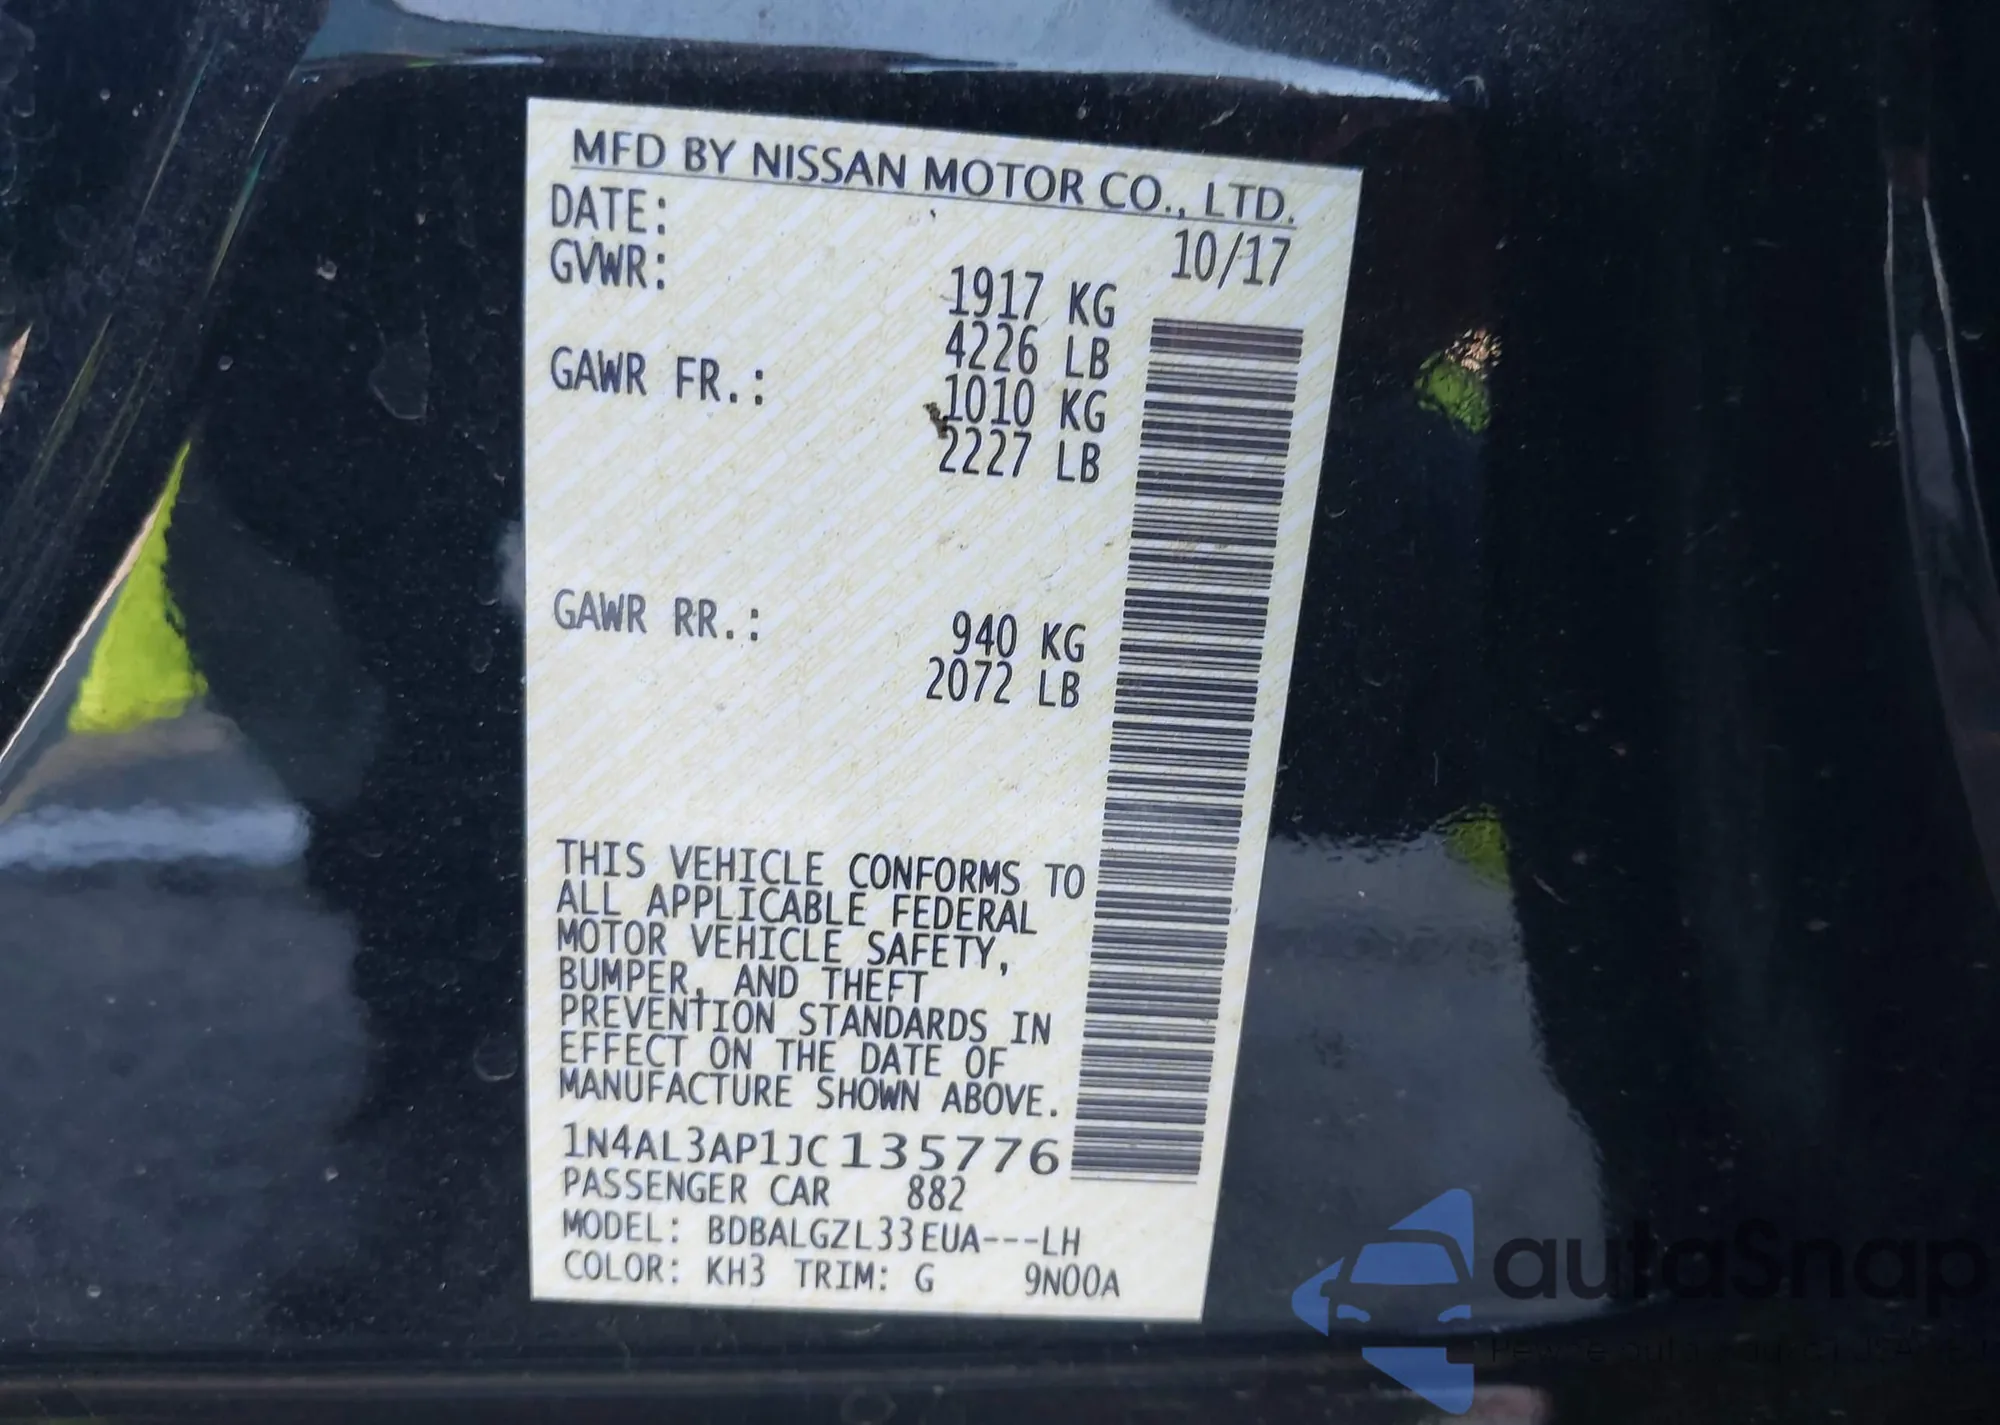 MFD BY NISSAN MOTOR CO., LTD.
DATE: 10/17
GVWR: 1917 KG
4226 LB
GAWR FR.: 1010 KG
2227 LB
GAWR RR.: 940 KG
2072 LB
THIS VEHICLE CONFORMS TO
ALL APPLICABLE FEDERAL
MOTOR VEHICLE SAFETY,
BUMPER, AND THEFT
PREVENTION STANDARDS IN
EFFECT ON THE DATE OF
MANUFACTURE SHOWN ABOVE.
1N4AL3AP1JC135776
PASSENGER CAR 882
MODEL: BDBALGZL33EUA---LH
COLOR: KH3 TRIM: G 9N00A
autaSnap